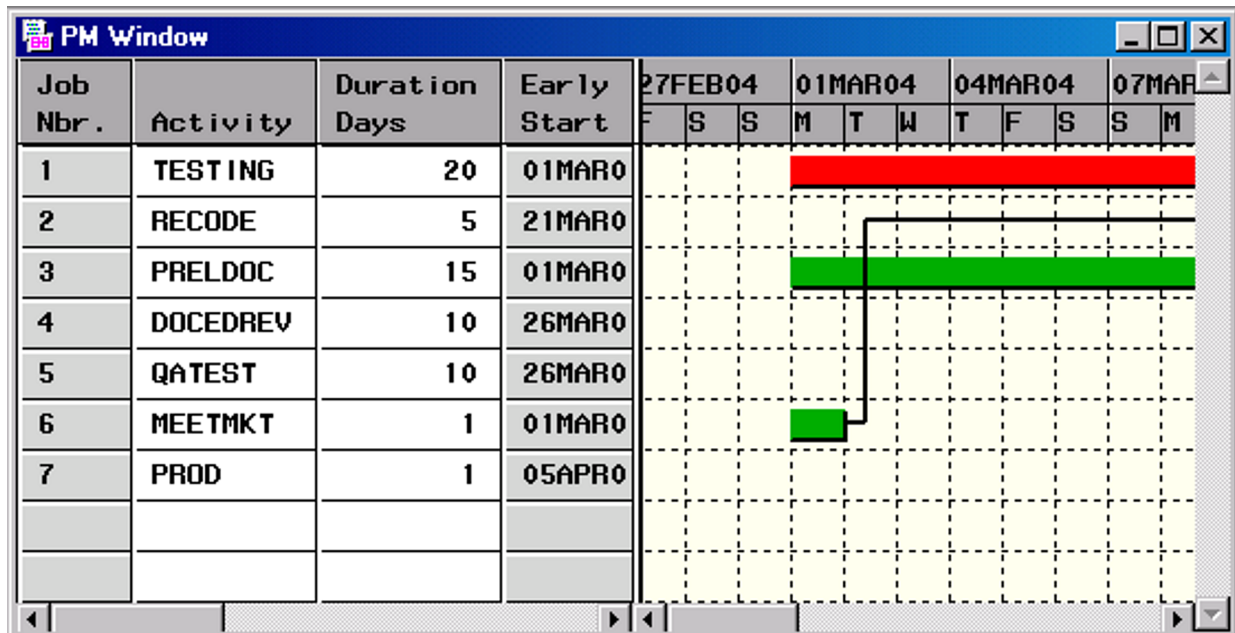 PM Window
Job Nbr. Activity Duration Days Early Start 27FEB04 01MAR04 04MAR04 07MAR
F S S M T W T F S S M
1 TESTING 20 01MAR0
2 RECODE 5 21MAR0
3 PRELDOC 15 01MAR0
4 DOCEDREV 10 26MAR0
5 QATEST 10 26MAR0
6 MEETMKT 1 01MAR0
7 PROD 1 05APR0